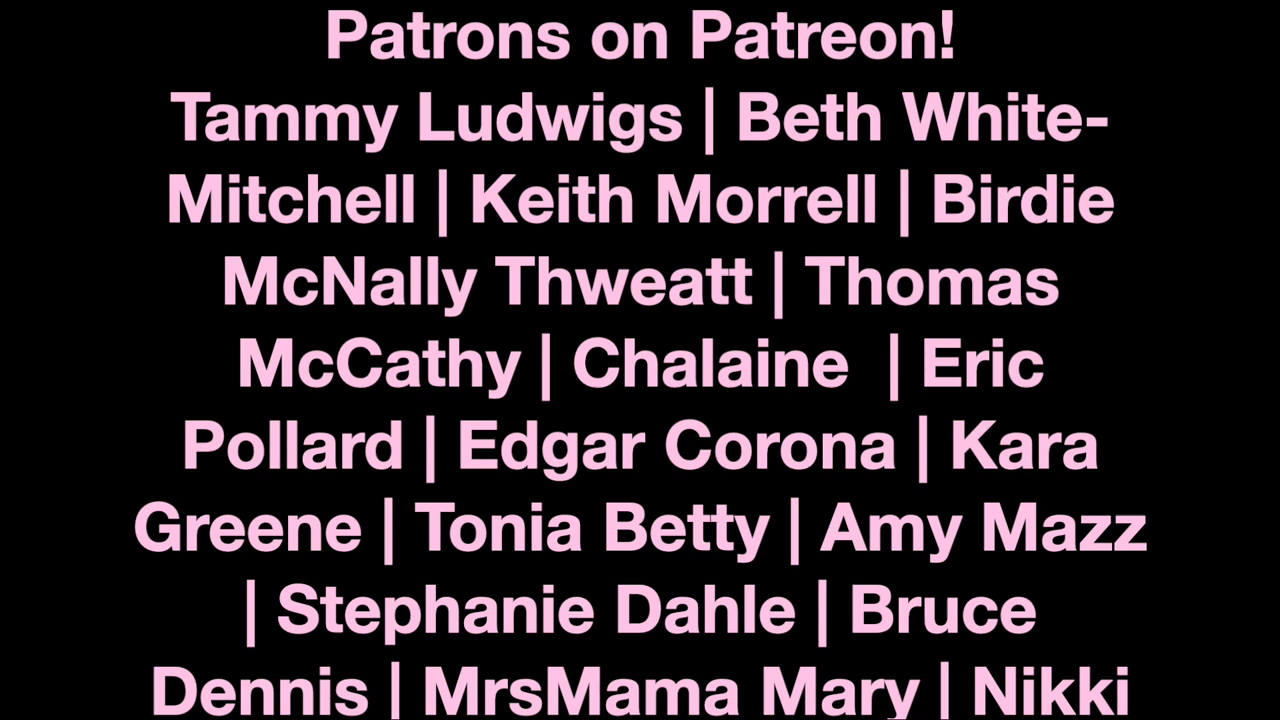 Patrons on Patreon!
Tammy Ludwigs | Beth White-
Mitchell | Keith Morrell | Birdie
McNally Thweatt | Thomas
McCathy | Chalaine  | Eric
Pollard | Edgar Corona | Kara
Greene | Tonia Betty | Amy Mazz
| Stephanie Dahle | Bruce
Dennis | MrsMama Mary | Nikki